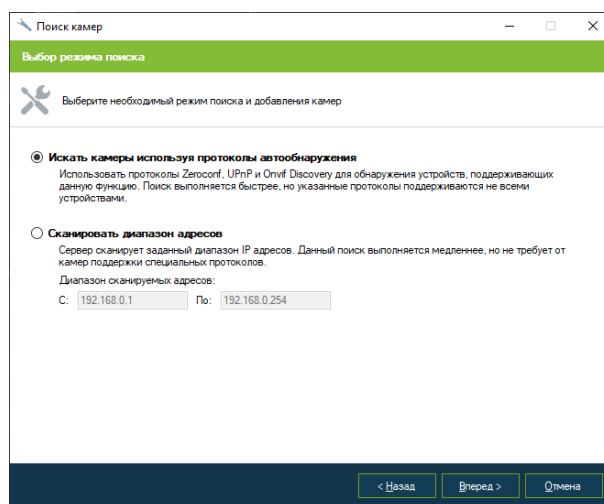 Поиск камер
Выбор режима поиска
Выберите необходимый режим поиска и добавления камер
Искать камеры используя протоколы автообнаружения
Использовать протоколы Zeroconf, UPnP и Onvif Discovery для обнаружения устройств, поддерживающих
данную функцию. Поиск выполняется быстрее, но указанные протоколы поддерживаются не всеми
устройствами.
Сканировать диапазон адресов
Сервер сканирует заданный диапазон IP адресов. Данный поиск выполняется медленнее, но не требует от
камер поддержки специальных протоколов.
Диапазон сканируемых адресов:
С: 192.168.0.1 По: 192.168.0.254
< Назад Вперед > Отмена